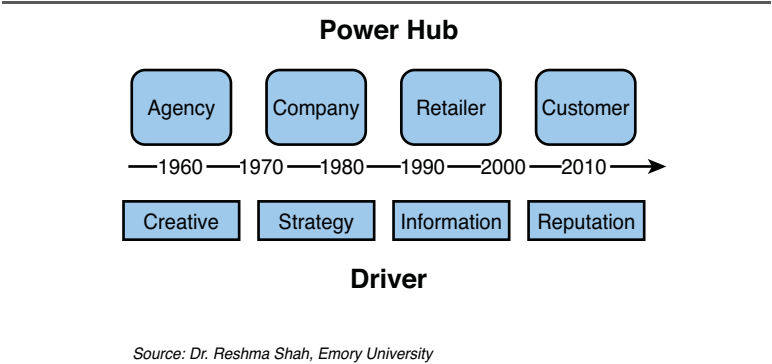 Power Hub
Agency Company Retailer Customer
1960 1970 1980 1990 2000 2010
Creative Strategy Information Reputation
Driver
Source: Dr. Reshma Shah, Emory University